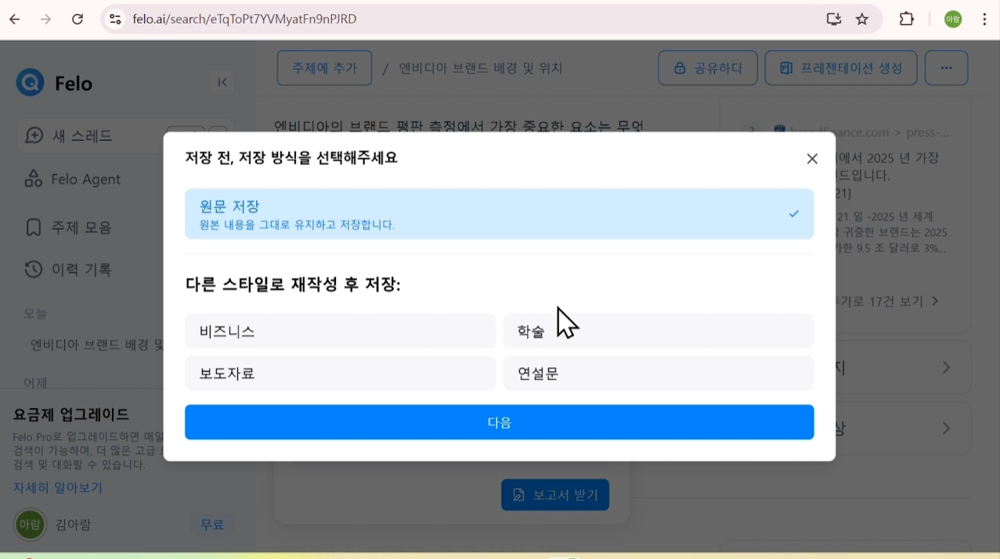 felo.ai/search/eTqToPt7YVMyatFn9nPJRD
아람
Felo
새 스레드
Felo Agent
주제 모음
이력 기록
오늘
엔비디아 브랜드 배경 및
어제
요금제 업그레이드
Felo Pro로 업그레이드하면 매일
검색이 가능하며, 더 많은 고급
검색 및 대화할 수 있습니다.
자세히 알아보기
아람 김아람 무료
주제에 추가 / 엔비디아 브랜드 배경 및 위치
공유하다
프레젠테이션 생성
엔비디아의 브랜드 평판 측정에서 가장 중요한 요소는 무엇
저장 전, 저장 방식을 선택해주세요
원문 저장
원본 내용을 그대로 유지하고 저장합니다.
다른 스타일로 재작성 후 저장:
비즈니스
학술
보도자료
연설문
다음
보고서 받기
brandfinance.com > press-...
에서 2025 년 가장
드입니다.
21]
21 일 -2025 년 세계
귀중한 브랜드는 2025
가한 9.5 조 달러로 3%...
추가로 17건 보기
지
상